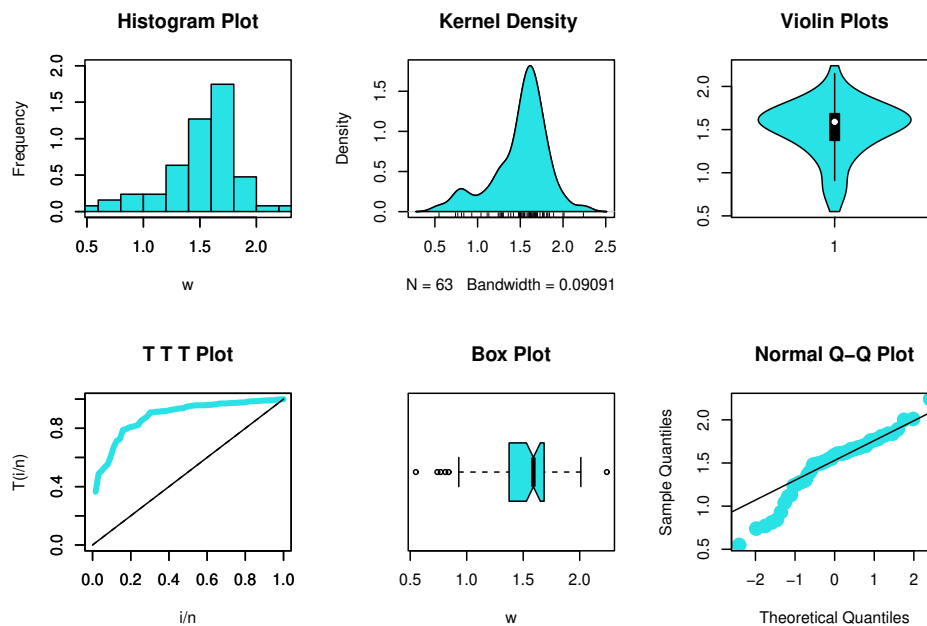 Histogram Plot
Frequency
0.0 0.5 1.0 1.5 2.0
0.5 1.0 1.5 2.0
w
Kernel Density
Density
0.0 0.5 1.0 1.5
0.5 1.0 1.5 2.0 2.5
N = 63 Bandwidth = 0.09091
Violin Plots
0.5 1.0 1.5 2.0
1
T T T Plot
T(i/n)
0.0 0.4 0.8
0.0 0.2 0.4 0.6 0.8 1.0
i/n
Box Plot
0.5 1.0 1.5 2.0
w
Normal Q−Q Plot
Sample Quantiles
0.5 1.0 1.5 2.0
−2 −1 0 1 2
Theoretical Quantiles